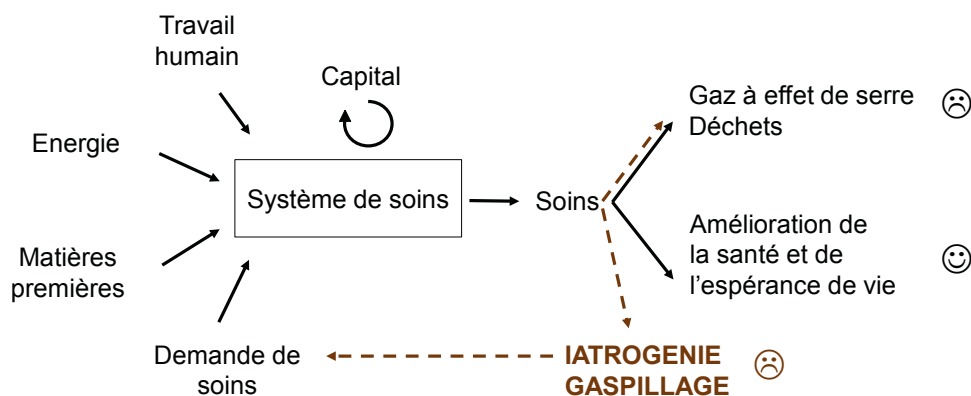 Travail
humain
Capital
Energie
Matières
premières
Système de soins
Demande de
soins
Soins
Gaz à effet de serre
Déchets
Amélioration de
la santé et de
l'espérance de vie
IATROGENIE
GASPILLAGE